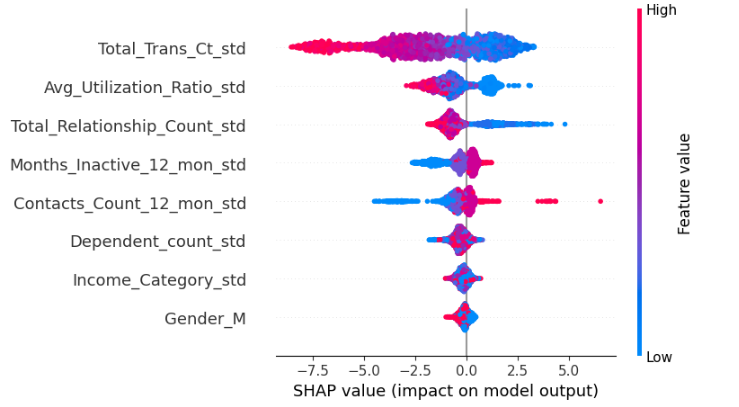 High
Total_Trans_Ct_std
Avg_Utilization_Ratio_std
Total_Relationship_Count_std
Months_Inactive_12_mon_std
Contacts_Count_12_mon_std
Dependent_count_std
Income_Category_std
Gender_M
Feature value
Low
−7.5 −5.0 −2.5 0.0 2.5 5.0
SHAP value (impact on model output)